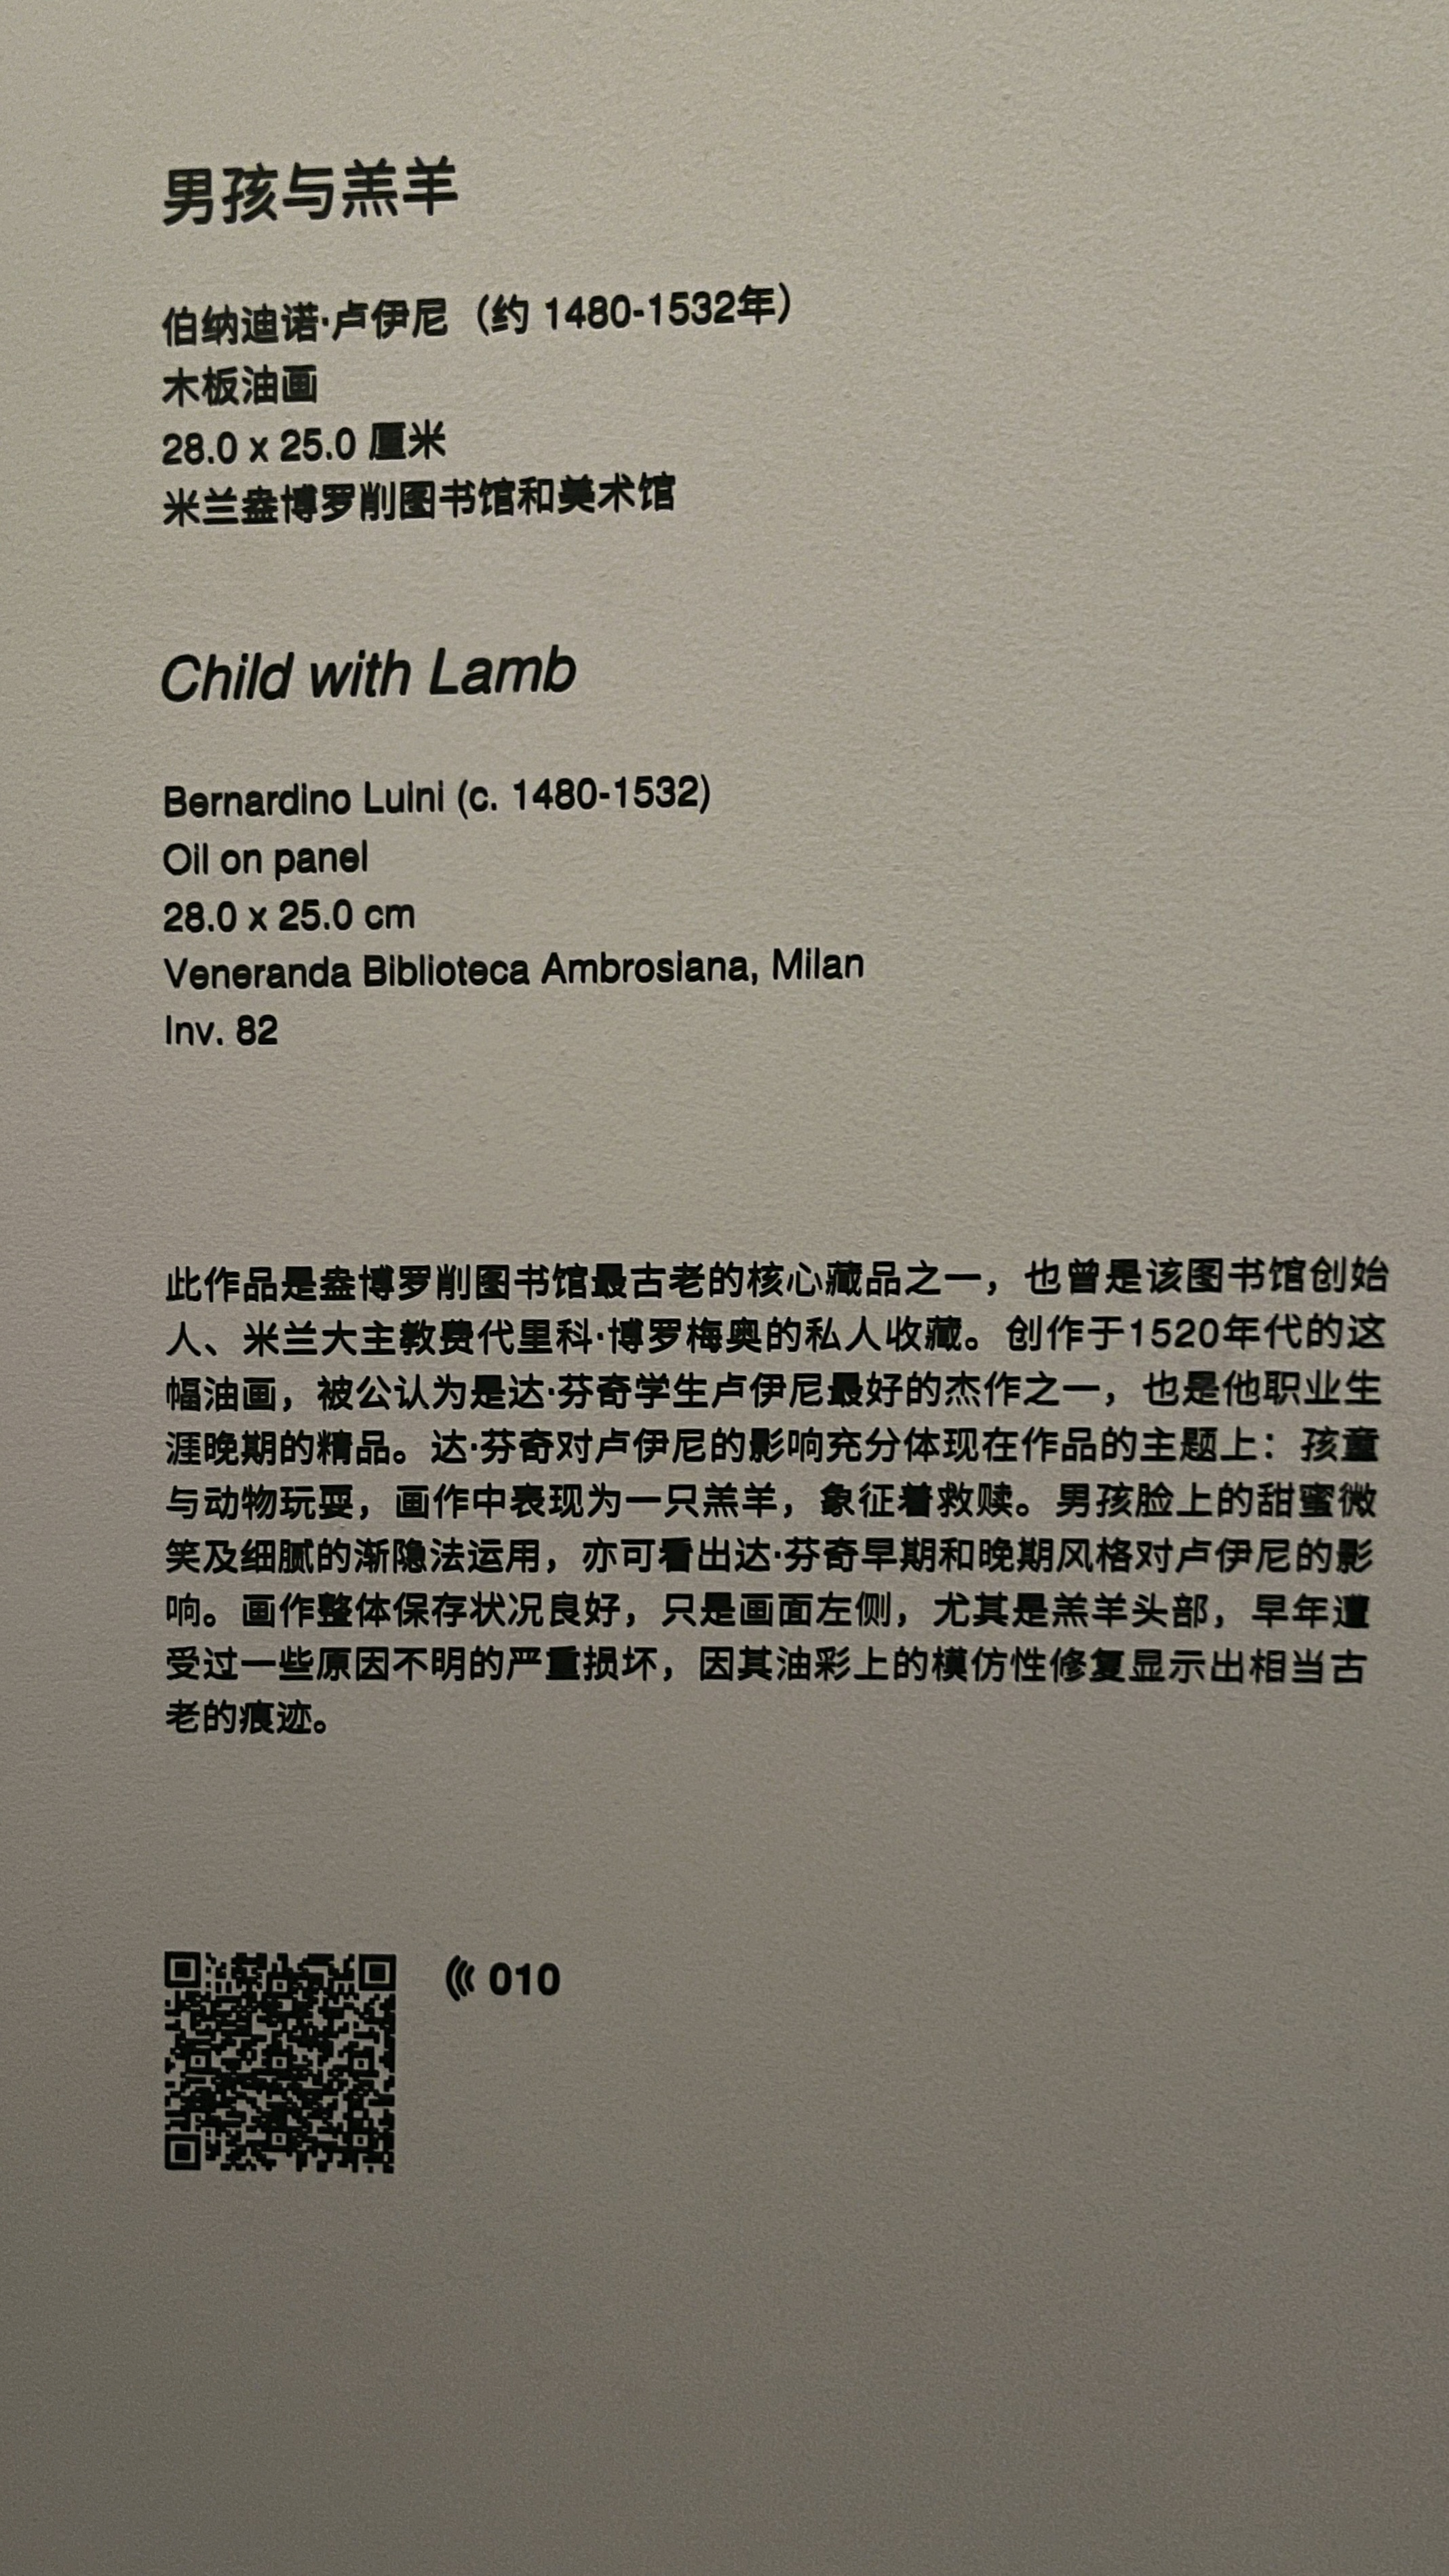 男孩与羔羊
伯纳迪诺·卢伊尼（约 1480-1532年）
木板油画
28.0 x 25.0 厘米
米兰盎博罗削图书馆和美术馆
Child with Lamb
Bernardino Luini (c. 1480-1532)
Oil on panel
28.0 x 25.0 cm
Veneranda Biblioteca Ambrosiana, Milan
Inv. 82
此作品是盎博罗削图书馆最古老的核心藏品之一，也曾是该图书馆创始
人、米兰大主教费代里科·博罗梅奥的私人收藏。创作于1520年代的这
幅油画，被公认为是达·芬奇学生卢伊尼最好的杰作之一，也是他职业生
涯晚期的精品。达·芬奇对卢伊尼的影响充分体现在作品的主题上：孩童
与动物玩耍，画作中表现为一只羔羊，象征着救赎。男孩脸上的甜蜜微
笑及细腻的渐隐法运用，亦可看出达·芬奇早期和晚期风格对卢伊尼的影
响。画作整体保存状况良好，只是画面左侧，尤其是羔羊头部，早年遭
受过一些原因不明的严重损坏，因其油彩上的模仿性修复显示出相当古
老的痕迹。
010